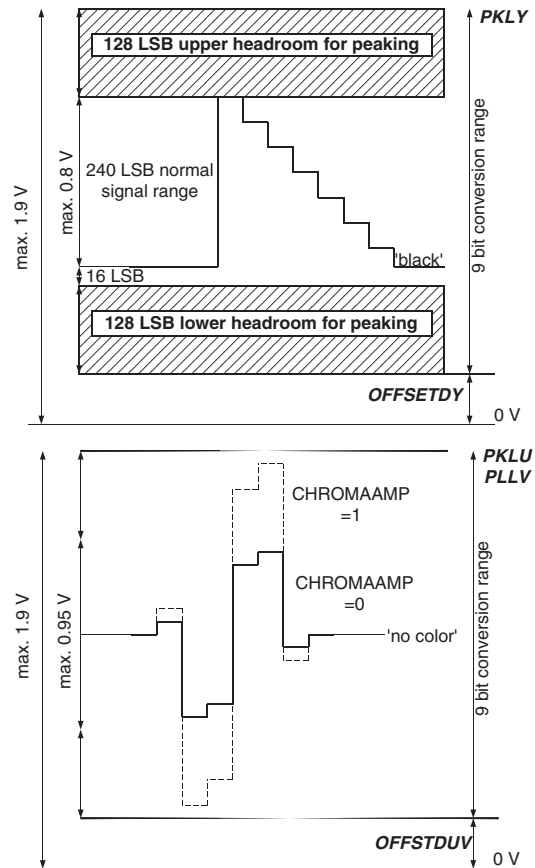 PKLY
128 LSB upper headroom for peaking
max. 1.9 V
max. 0.8 V
240 LSB normal
signal range
9 bit conversion range
'black'
16 LSB
128 LSB lower headroom for peaking
OFFSETDY
0 V
PKLU
PLLV
CHROMAAMP
=1
max. 1.9 V
max. 0.95 V
CHROMAAMP
=0
'no color'
9 bit conversion range
OFFSTDUV
0 V